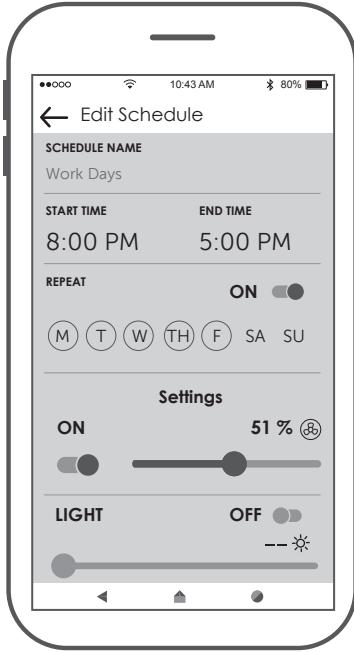 10:43 AM 80%
Edit Schedule
SCHEDULE NAME
Work Days
START TIME END TIME
8:00 PM 5:00 PM
REPEAT ON
M T W TH F SA SU
Settings
ON 51 %
LIGHT OFF
--